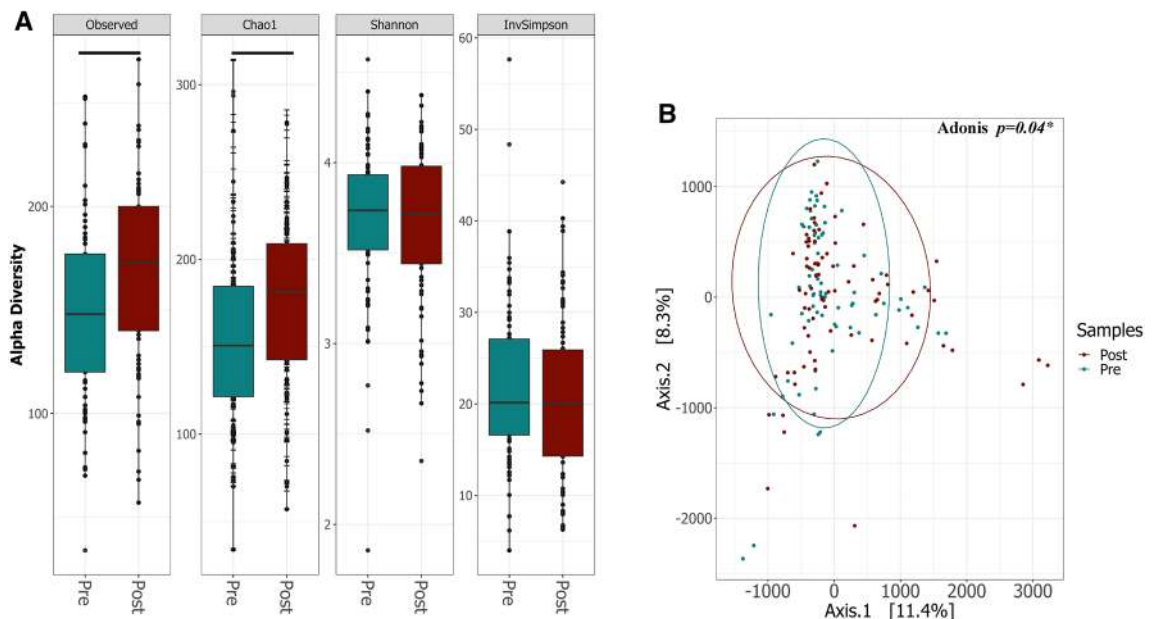 A
Observed
Chao1
Shannon
InvSimpson
Alpha Diversity
200
100
300
200
100
4
3
2
60
50
40
30
20
10
Pre
Post
Pre
Post
Pre
Post
Pre
Post
B
Adonis p=0.04*
Axis.2 [8.3%]
1000
0
-1000
-2000
-1000
0
1000
2000
3000
Axis.1 [11.4%]
Samples
Post
Pre